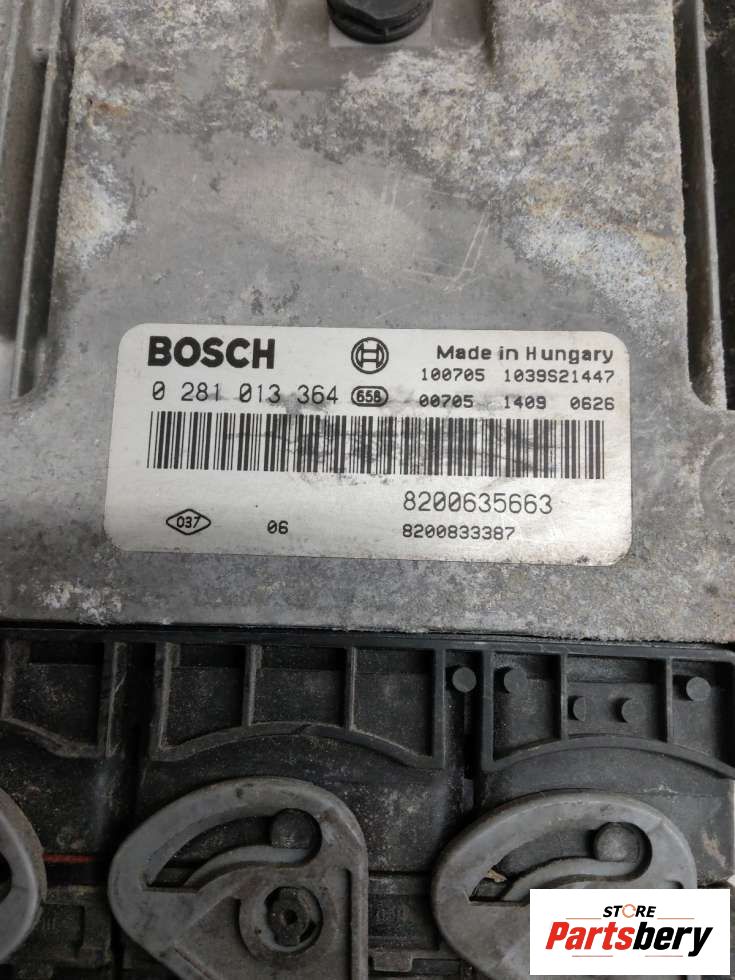 BOSCH
Made in Hungary
100705 1039S21447
0 281 013 364 658 00705 1409 0626
8200635663
037 06 8200833387
STORE
Partsbery